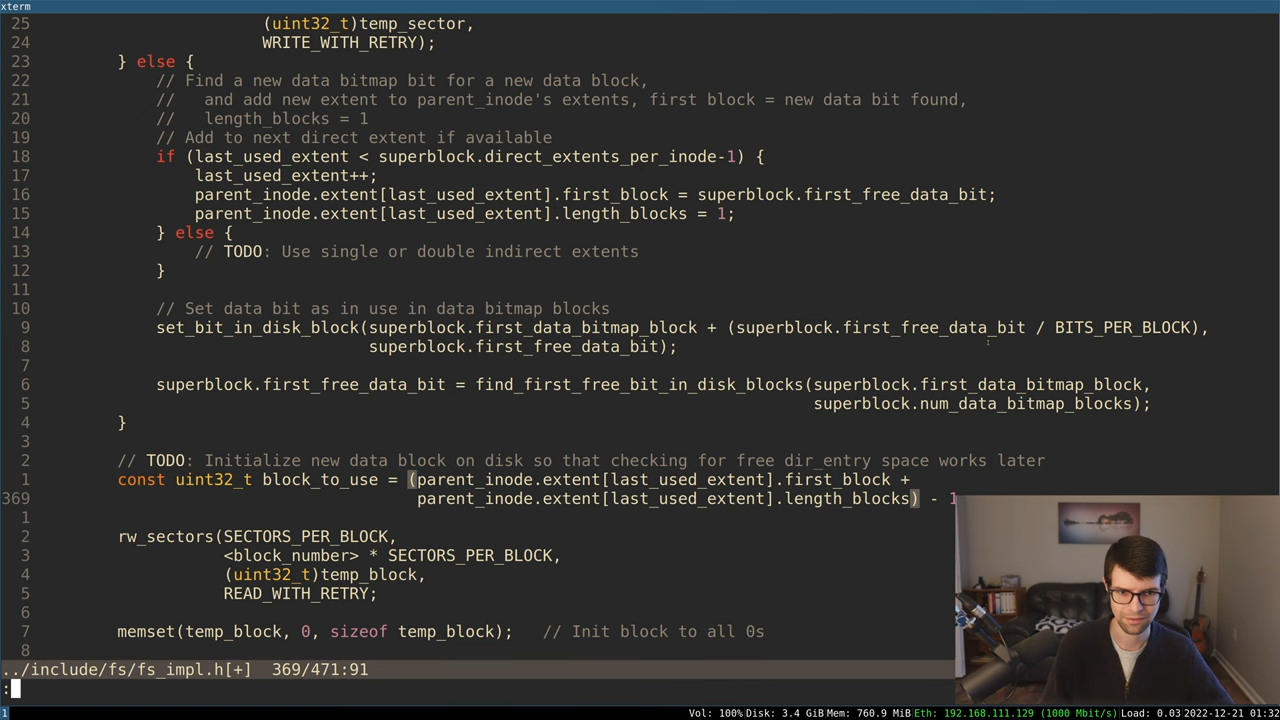 xterm
25                         (uint32_t)temp_sector,
24                         WRITE_WITH_RETRY);
23         } else {
22             // Find a new data bitmap bit for a new data block,
21             //   and add new extent to parent_inode's extents, first block = new data bit found,
20             //   length_blocks = 1
19             // Add to next direct extent if available
18             if (last_used_extent < superblock.direct_extents_per_inode-1) {
17                 last_used_extent++;
16                 parent_inode.extent[last_used_extent].first_block = superblock.first_free_data_bit;
15                 parent_inode.extent[last_used_extent].length_blocks = 1;
14             } else {
13                 // TODO: Use single or double indirect extents
12             }
11
10             // Set data bit as in use in data bitmap blocks
9             set_bit_in_disk_block(superblock.first_data_bitmap_block + (superblock.first_free_data_bit / BITS_PER_BLOCK),
8                                   superblock.first_free_data_bit);
7
6             superblock.first_free_data_bit = find_first_free_bit_in_disk_blocks(superblock.first_data_bitmap_block,
5                                                                                 superblock.num_data_bitmap_blocks);
4         }
3
2         // TODO: Initialize new data block on disk so that checking for free dir_entry space works later
1         const uint32_t block_to_use = (parent_inode.extent[last_used_extent].first_block +
369                                        parent_inode.extent[last_used_extent].length_blocks) - 1
1
2         rw_sectors(SECTORS_PER_BLOCK,
3                    <block_number> * SECTORS_PER_BLOCK,
4                    (uint32_t)temp_block,
5                    READ_WITH_RETRY);
6
7         memset(temp_block, 0, sizeof temp_block);   // Init block to all 0s
8
../include/fs/fs_impl.h[+]  369/471:91
:
1 Vol: 100% Disk: 3.4 GiB Mem: 760.9 MiB Eth: 192.168.111.129 (1000 Mbit/s) Load: 0.03 2022-12-21 01:32